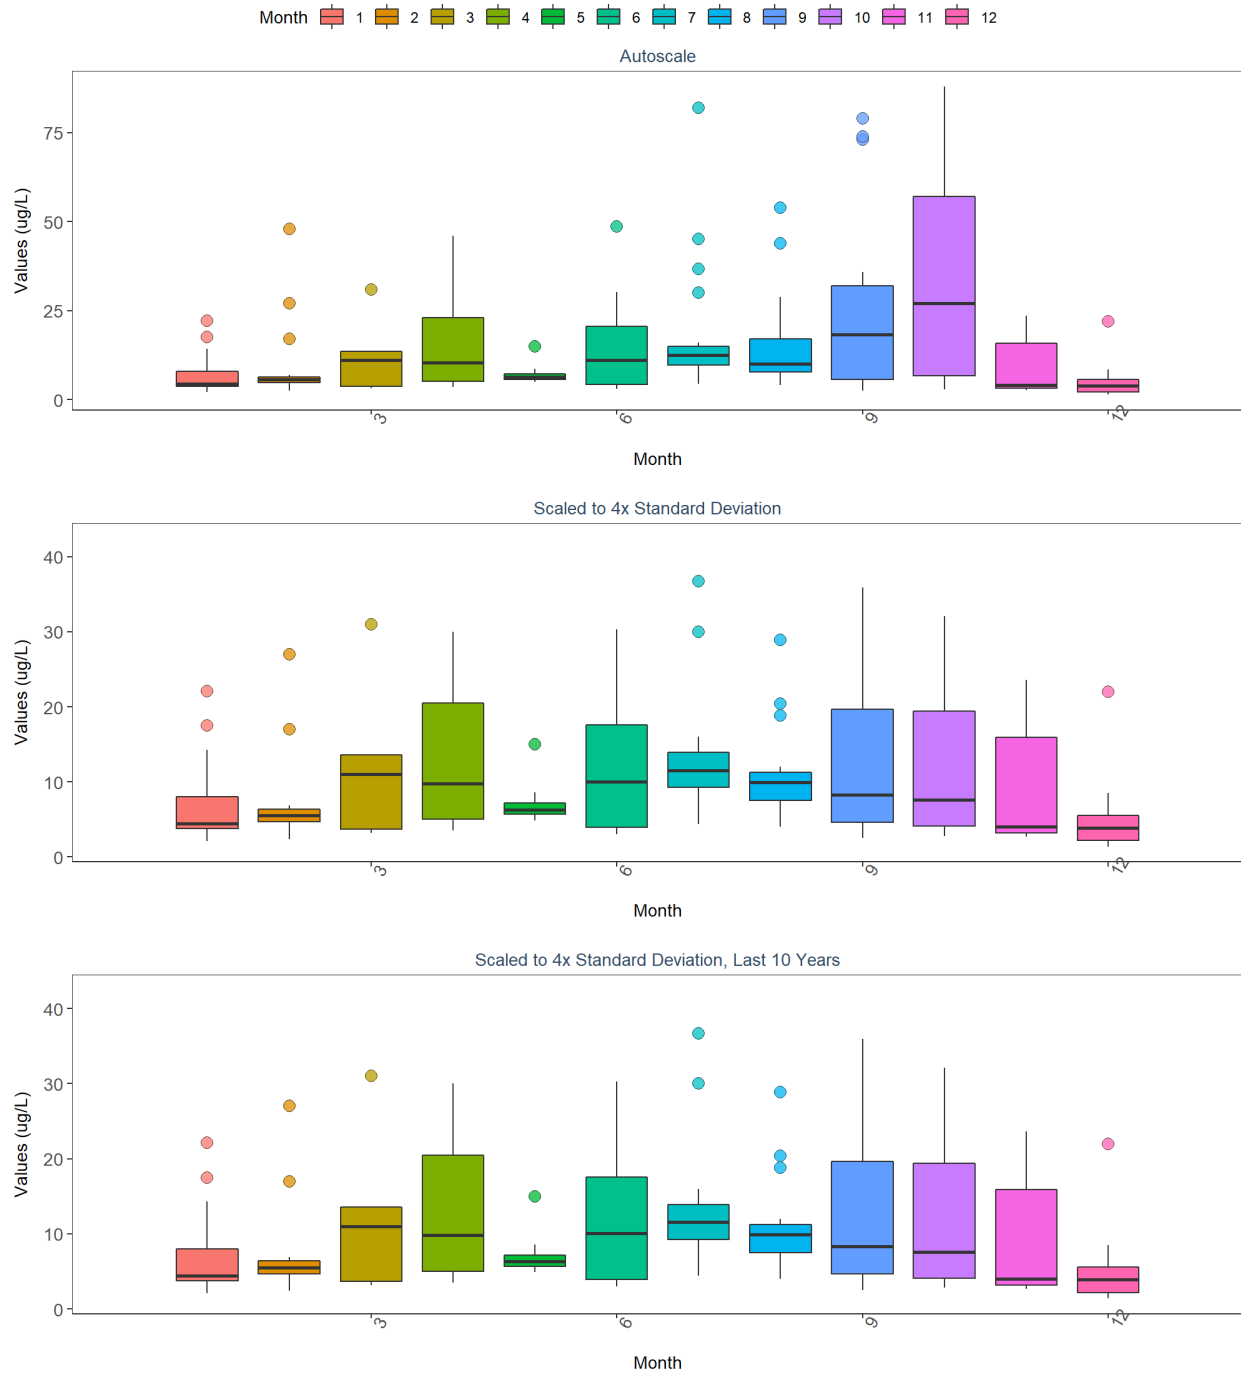 Month 1 2 3 4 5 6 7 8 9 10 11 12
Autoscale
Values (ug/L)
75
50
25
0
3 6 9 12
Month
Scaled to 4x Standard Deviation
Values (ug/L)
40
30
20
10
0
3 6 9 12
Month
Scaled to 4x Standard Deviation, Last 10 Years
Values (ug/L)
40
30
20
10
0
3 6 9 12
Month